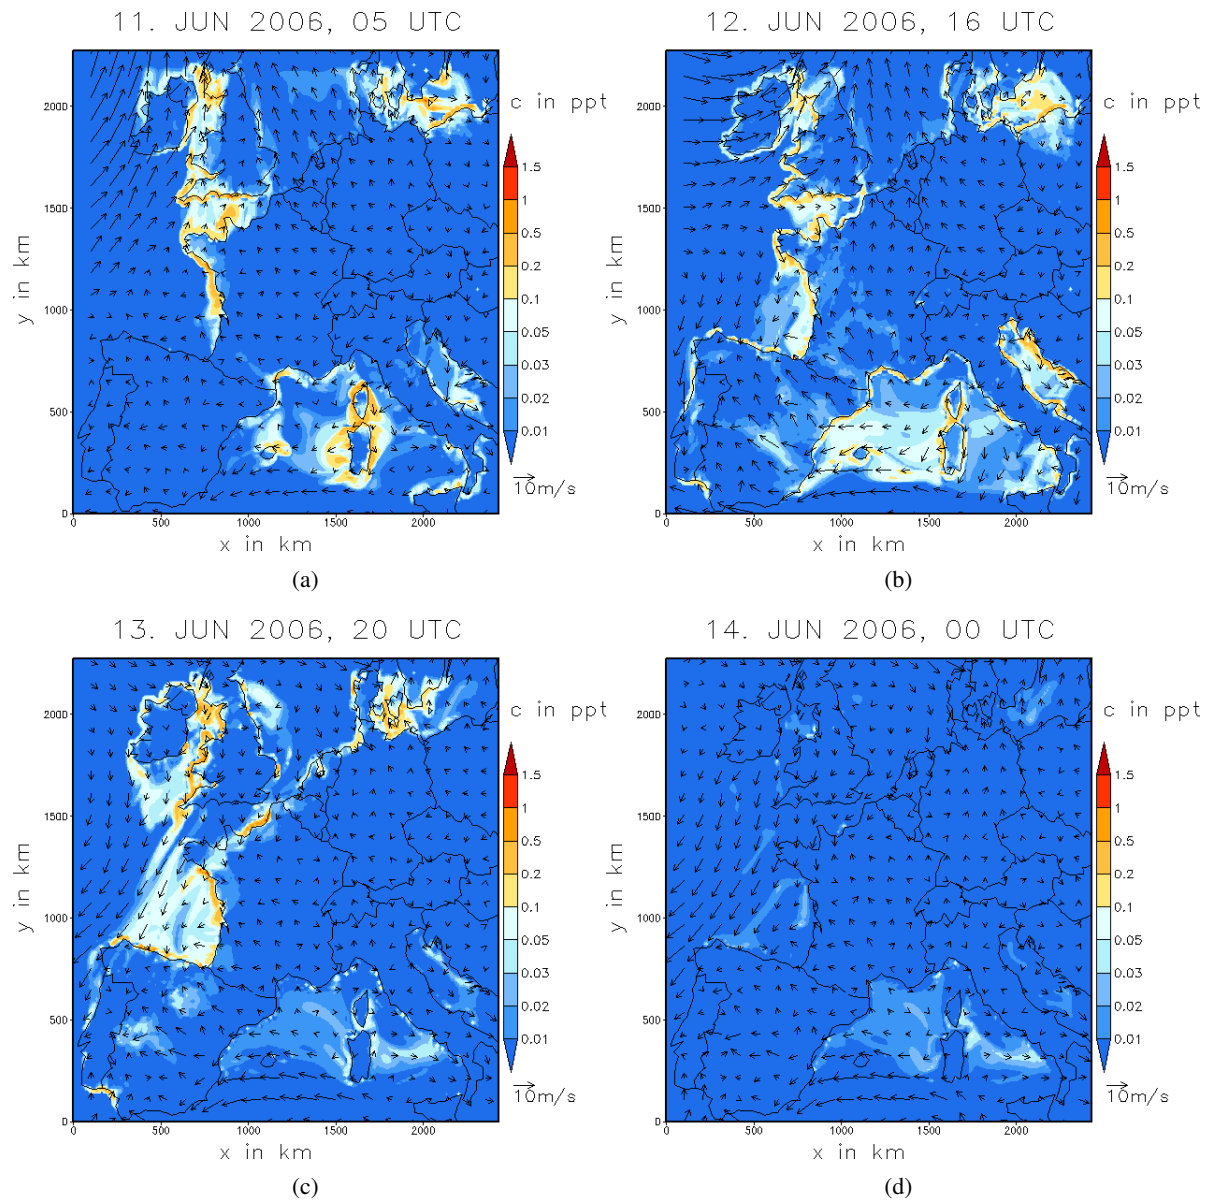 11. JUN 2006, 05 UTC
12. JUN 2006, 16 UTC
c in ppt
1.5
1
0.5
0.2
0.1
0.05
0.03
0.02
0.01
10m/s
y in km
2000
1500
1000
500
0
0 500 1000 1500 2000
x in km
c in ppt
1.5
1
0.5
0.2
0.1
0.05
0.03
0.02
0.01
10m/s
y in km
2000
1500
1000
500
0
0 500 1000 1500 2000
x in km
(a)
(b)
13. JUN 2006, 20 UTC
14. JUN 2006, 00 UTC
c in ppt
1.5
1
0.5
0.2
0.1
0.05
0.03
0.02
0.01
10m/s
y in km
2000
1500
1000
500
0
0 500 1000 1500 2000
x in km
c in ppt
1.5
1
0.5
0.2
0.1
0.05
0.03
0.02
0.01
10m/s
y in km
2000
1500
1000
500
0
0 500 1000 1500 2000
x in km
(c)
(d)